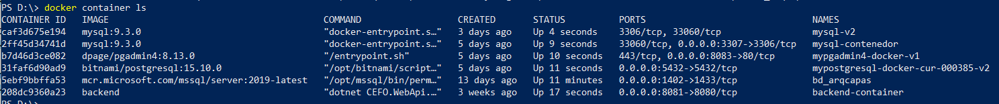 PS D:\> docker container ls
CONTAINER ID   IMAGE                                        COMMAND                  CREATED       STATUS          PORTS                               NAMES
caf3d675e194   mysql:9.3.0                                  "docker-entrypoint.s…"   3 days ago    Up 4 seconds    3306/tcp, 33060/tcp                 mysql-v2
2ff45d34741d   mysql:9.3.0                                  "docker-entrypoint.s…"   5 days ago    Up 9 seconds    33060/tcp, 0.0.0.0:3307->3306/tcp   mysql-contenedor
b7d46d3ce082   dpage/pgadmin4:8.13.0                        "/entrypoint.sh"         5 days ago    Up 10 seconds   443/tcp, 0.0.0.0:8083->80/tcp       mypgadmin4-docker-v1
31faf6d90ad9   bitnami/postgresql:15.10.0                   "/opt/bitnami/script…"   5 days ago    Up 11 seconds   0.0.0.0:5432->5432/tcp              mypostgresql-docker-cur-000385-v2
5ebf9bbffa53   mcr.microsoft.com/mssql/server:2019-latest   "/opt/mssql/bin/perm…"   13 days ago   Up 11 minutes   0.0.0.0:1402->1433/tcp              bd_arqcapas
208dc9360a23   backend                                      "dotnet CEFO.WebApi.…"   3 weeks ago   Up 17 seconds   0.0.0.0:8081->8080/tcp              backend-container
PS D:\>